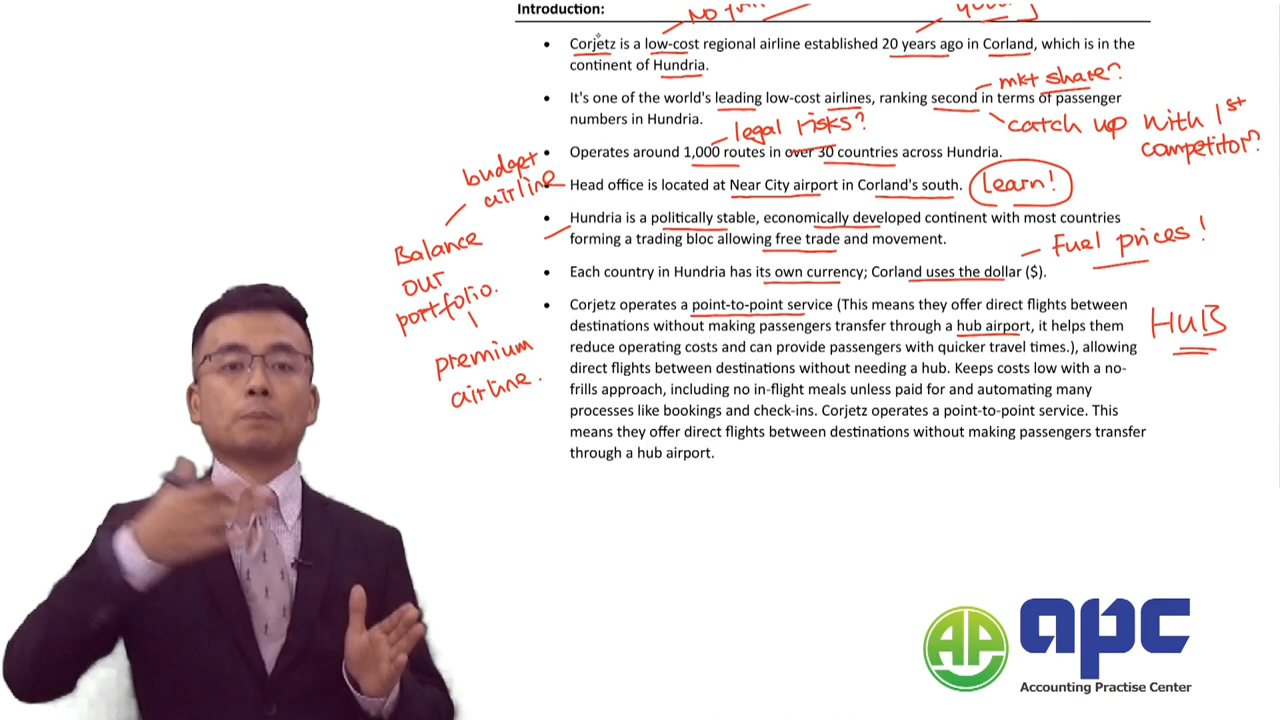 Introduction:
No
Corjetz is a low-cost regional airline established 20 years ago in Corland, which is in the
continent of Hundria.
mkt share?
It's one of the world's leading low-cost airlines, ranking second in terms of passenger
numbers in Hundria.
catch up with 1st
competitor?
legal risks?
Operates around 1,000 routes in over 30 countries across Hundria.
budget
airline
Head office is located at Near City airport in Corland's south.
Learn!
Hundria is a politically stable, economically developed continent with most countries
forming a trading bloc allowing free trade and movement.
Fuel prices!
Balance
our
portfolio.
premium
airline.
Each country in Hundria has its own currency; Corland uses the dollar ($).
Corjetz operates a point-to-point service (This means they offer direct flights between
destinations without making passengers transfer through a hub airport, it helps them
reduce operating costs and can provide passengers with quicker travel times.), allowing
direct flights between destinations without needing a hub. Keeps costs low with a no-
frills approach, including no in-flight meals unless paid for and automating many
processes like bookings and check-ins. Corjetz operates a point-to-point service. This
means they offer direct flights between destinations without making passengers transfer
through a hub airport.
HUB
AP
apc
Accounting Practise Center